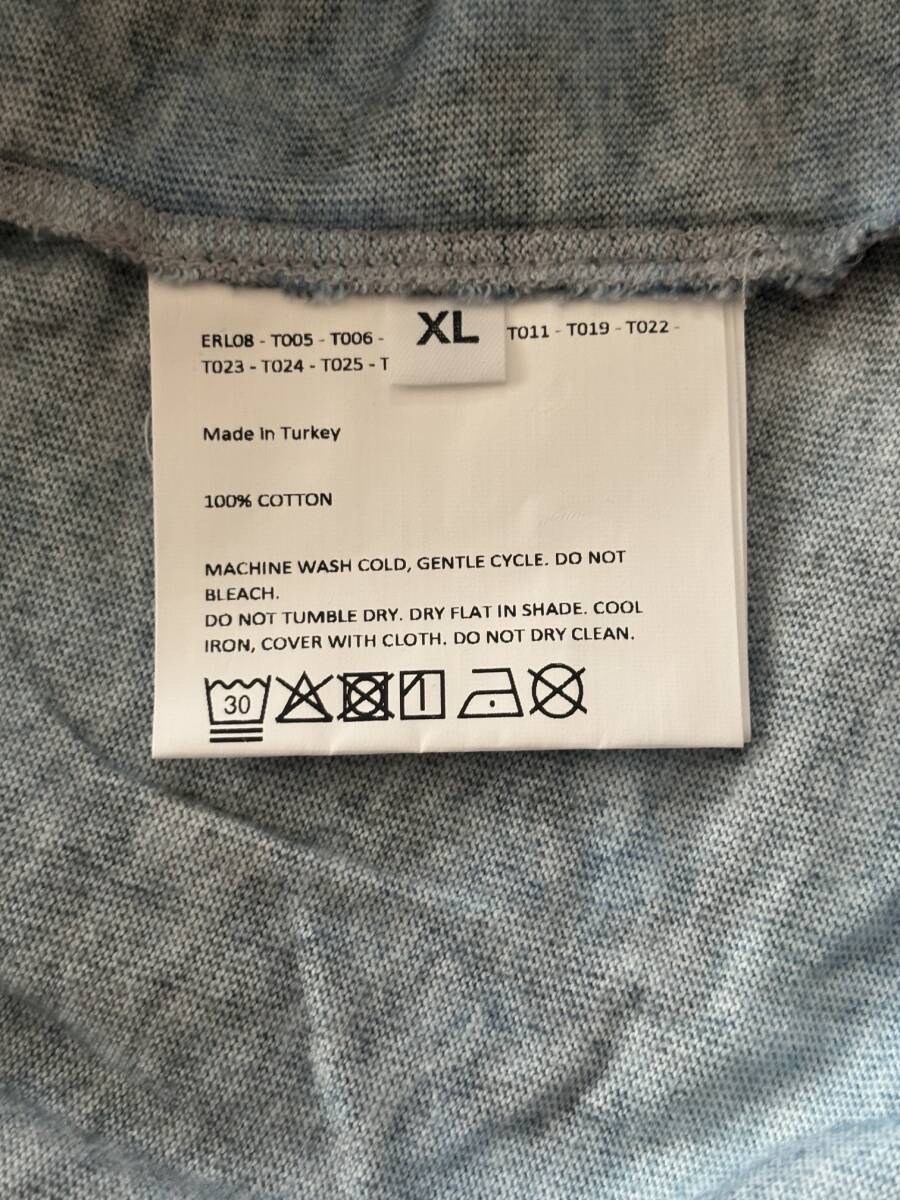 XL
ERL08 - T005 - T006 - T011 - T019 - T022 -
T023 - T024 - T025 - T
Made in Turkey
100% COTTON
MACHINE WASH COLD, GENTLE CYCLE. DO NOT
BLEACH.
DO NOT TUMBLE DRY. DRY FLAT IN SHADE. COOL
IRON, COVER WITH CLOTH. DO NOT DRY CLEAN.
30